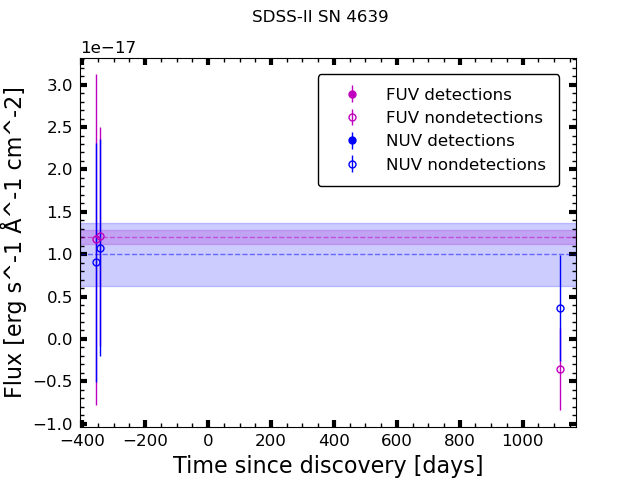 SDSS-II SN 4639
1e−17
FUV detections
FUV nondetections
NUV detections
NUV nondetections
3.0
2.5
2.0
1.5
1.0
0.5
0.0
−0.5
−1.0
Flux [erg s^-1 Å^-1 cm^-2]
−400 −200 0 200 400 600 800 1000
Time since discovery [days]